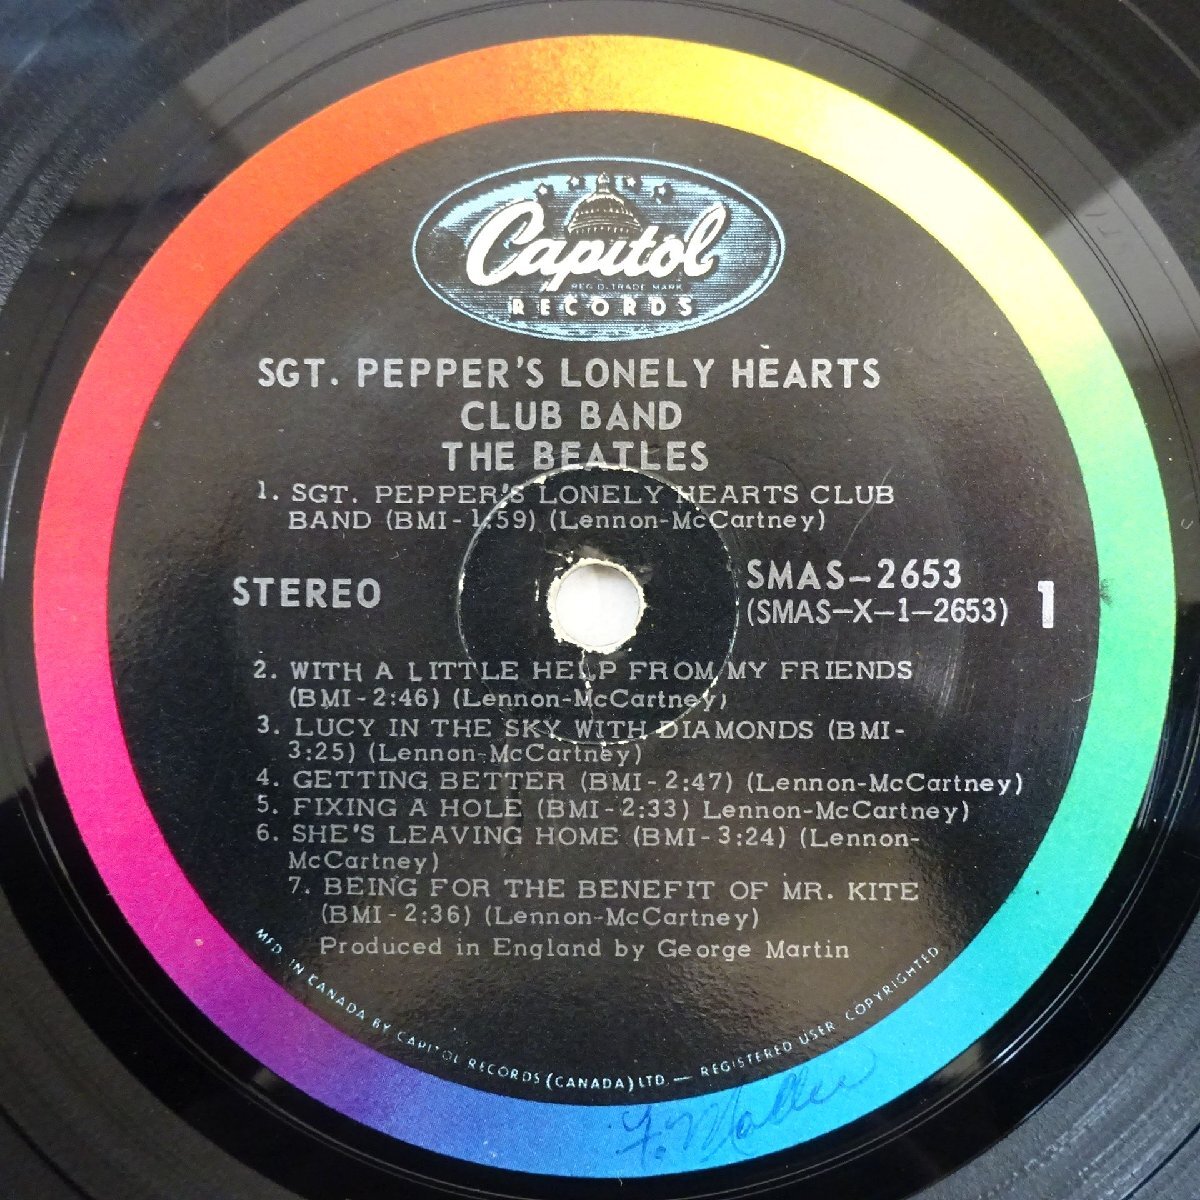 Capitol
REG'D. TRADE MARK
RECORDS
SGT. PEPPER'S LONELY HEARTS
CLUB BAND
THE BEATLES
1. SGT. PEPPER'S LONELY HEARTS CLUB
BAND (BMI-1:59) (Lennon-McCartney)
STEREO
SMAS-2653
(SMAS-X-1-2653)
1
2. WITH A LITTLE HELP FROM MY FRIENDS
(BMI-2:46) (Lennon-McCartney)
3. LUCY IN THE SKY WITH DIAMONDS (BMI-
3:25) (Lennon-McCartney)
4. GETTING BETTER (BMI-2:47) (Lennon-McCartney)
5. FIXING A HOLE (BMI-2:33) Lennon-McCartney)
6. SHE'S LEAVING HOME (BMI-3:24) (Lennon-
McCartney)
7. BEING FOR THE BENEFIT OF MR. KITE
(BMI-2:36) (Lennon-McCartney)
Produced in England by George Martin
MFD. IN CANADA BY CAPITOL RECORDS (CANADA) LTD. — REGISTERED USER COPYRIGHTED